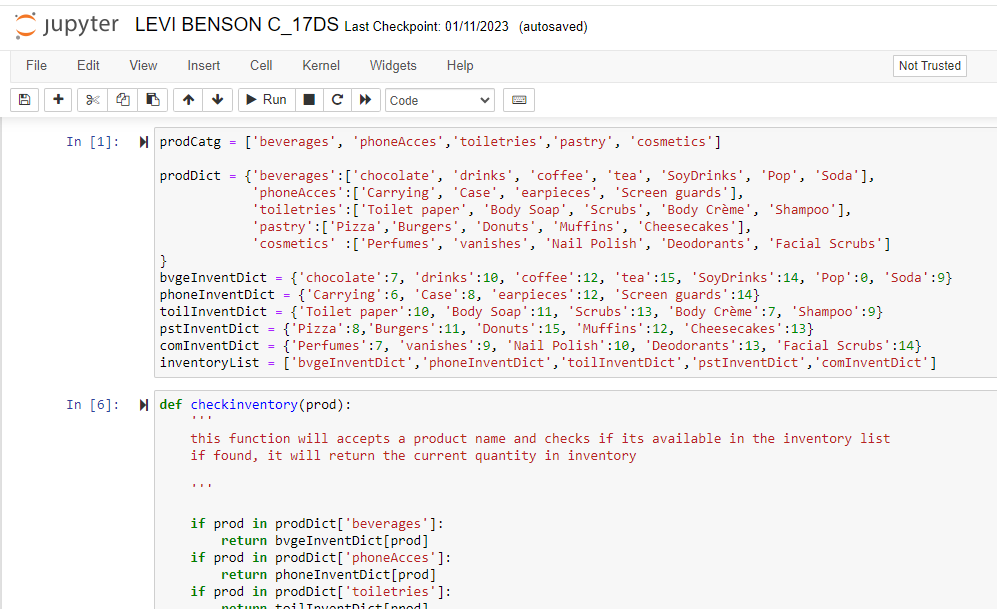 jupyter LEVI BENSON C_17DS Last Checkpoint: 01/11/2023 (autosaved)
File Edit View Insert Cell Kernel Widgets Help Not Trusted
Run Code
In [1]: prodCatg = ['beverages', 'phoneAcces','toiletries','pastry', 'cosmetics']
prodDict = {'beverages':['chocolate', 'drinks', 'coffee', 'tea', 'SoyDrinks', 'Pop', 'Soda'],
'phoneAcces':['Carrying', 'Case', 'earpieces', 'Screen guards'],
'toiletries':['Toilet paper', 'Body Soap', 'Scrubs', 'Body Crème', 'Shampoo'],
'pastry':['Pizza','Burgers', 'Donuts', 'Muffins', 'Cheesecakes'],
'cosmetics' :['Perfumes', 'vanishes', 'Nail Polish', 'Deodorants', 'Facial Scrubs']
}
bvgeInventDict = {'chocolate':7, 'drinks':10, 'coffee':12, 'tea':15, 'SoyDrinks':14, 'Pop':0, 'Soda':9}
phoneInventDict = {'Carrying':6, 'Case':8, 'earpieces':12, 'Screen guards':14}
toilInventDict = {'Toilet paper':10, 'Body Soap':11, 'Scrubs':13, 'Body Crème':7, 'Shampoo':9}
pstInventDict = {'Pizza':8,'Burgers':11, 'Donuts':15, 'Muffins':12, 'Cheesecakes':13}
comInventDict = {'Perfumes':7, 'vanishes':9, 'Nail Polish':10, 'Deodorants':13, 'Facial Scrubs':14}
inventoryList = ['bvgeInventDict','phoneInventDict','toilInventDict','pstInventDict','comInventDict']
In [6]: def checkinventory(prod):
'''
this function will accepts a product name and checks if its available in the inventory list
if found, it will return the current quantity in inventory
'''
if prod in prodDict['beverages']:
return bvgeInventDict[prod]
if prod in prodDict['phoneAcces']:
return phoneInventDict[prod]
if prod in prodDict['toiletries']:
return toilInventDict[prod]